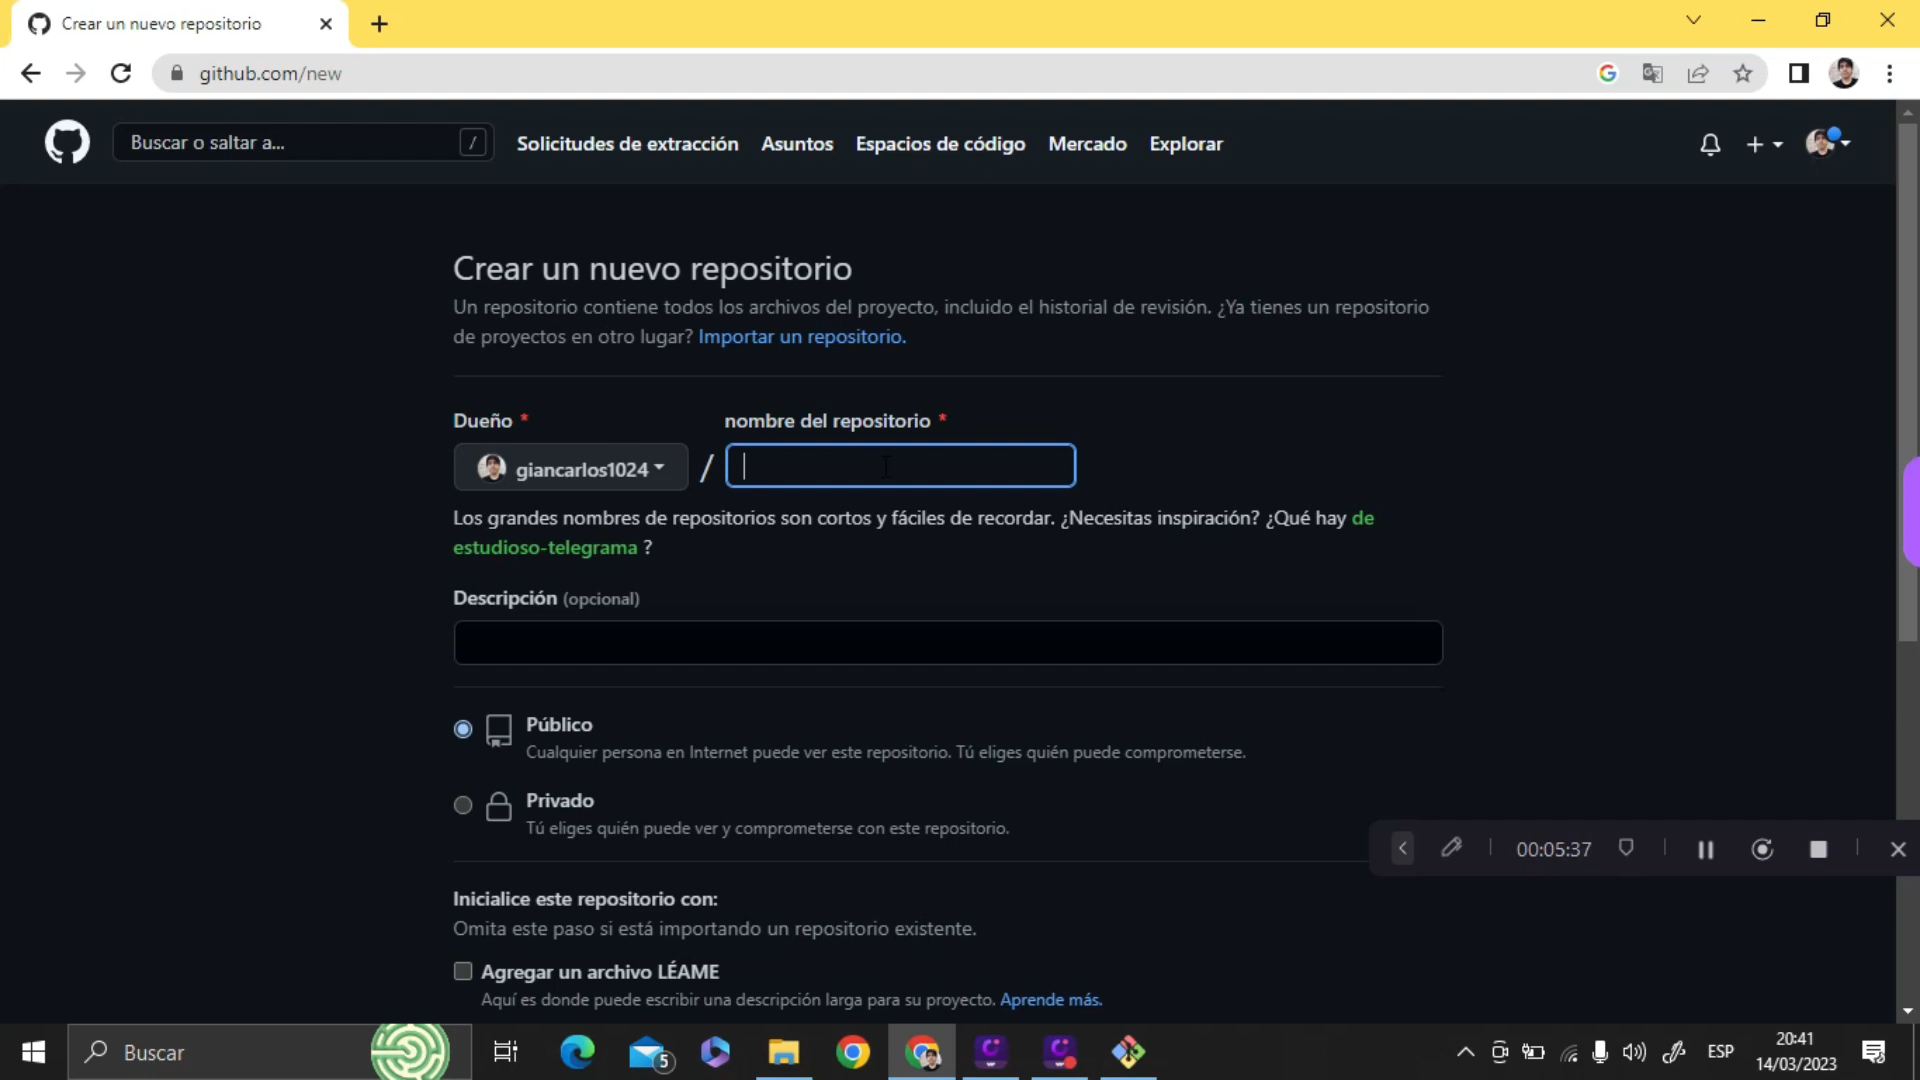 Crear un nuevo repositorio
github.com/new
Buscar o saltar a...
/
Solicitudes de extracción
Asuntos
Espacios de código
Mercado
Explorar
Crear un nuevo repositorio
Un repositorio contiene todos los archivos del proyecto, incluido el historial de revisión. ¿Ya tienes un repositorio
de proyectos en otro lugar? Importar un repositorio.
Dueño *
nombre del repositorio *
giancarlos1024
/
Los grandes nombres de repositorios son cortos y fáciles de recordar. ¿Necesitas inspiración? ¿Qué hay de
estudioso-telegrama ?
Descripción (opcional)
Público
Cualquier persona en Internet puede ver este repositorio. Tú eliges quién puede comprometerse.
Privado
Tú eliges quién puede ver y comprometerse con este repositorio.
00:05:37
Inicialice este repositorio con:
Omita este paso si está importando un repositorio existente.
Agregar un archivo LÉAME
Aquí es donde puede escribir una descripción larga para su proyecto. Aprende más.
Buscar
5
ESP
20:41
14/03/2023